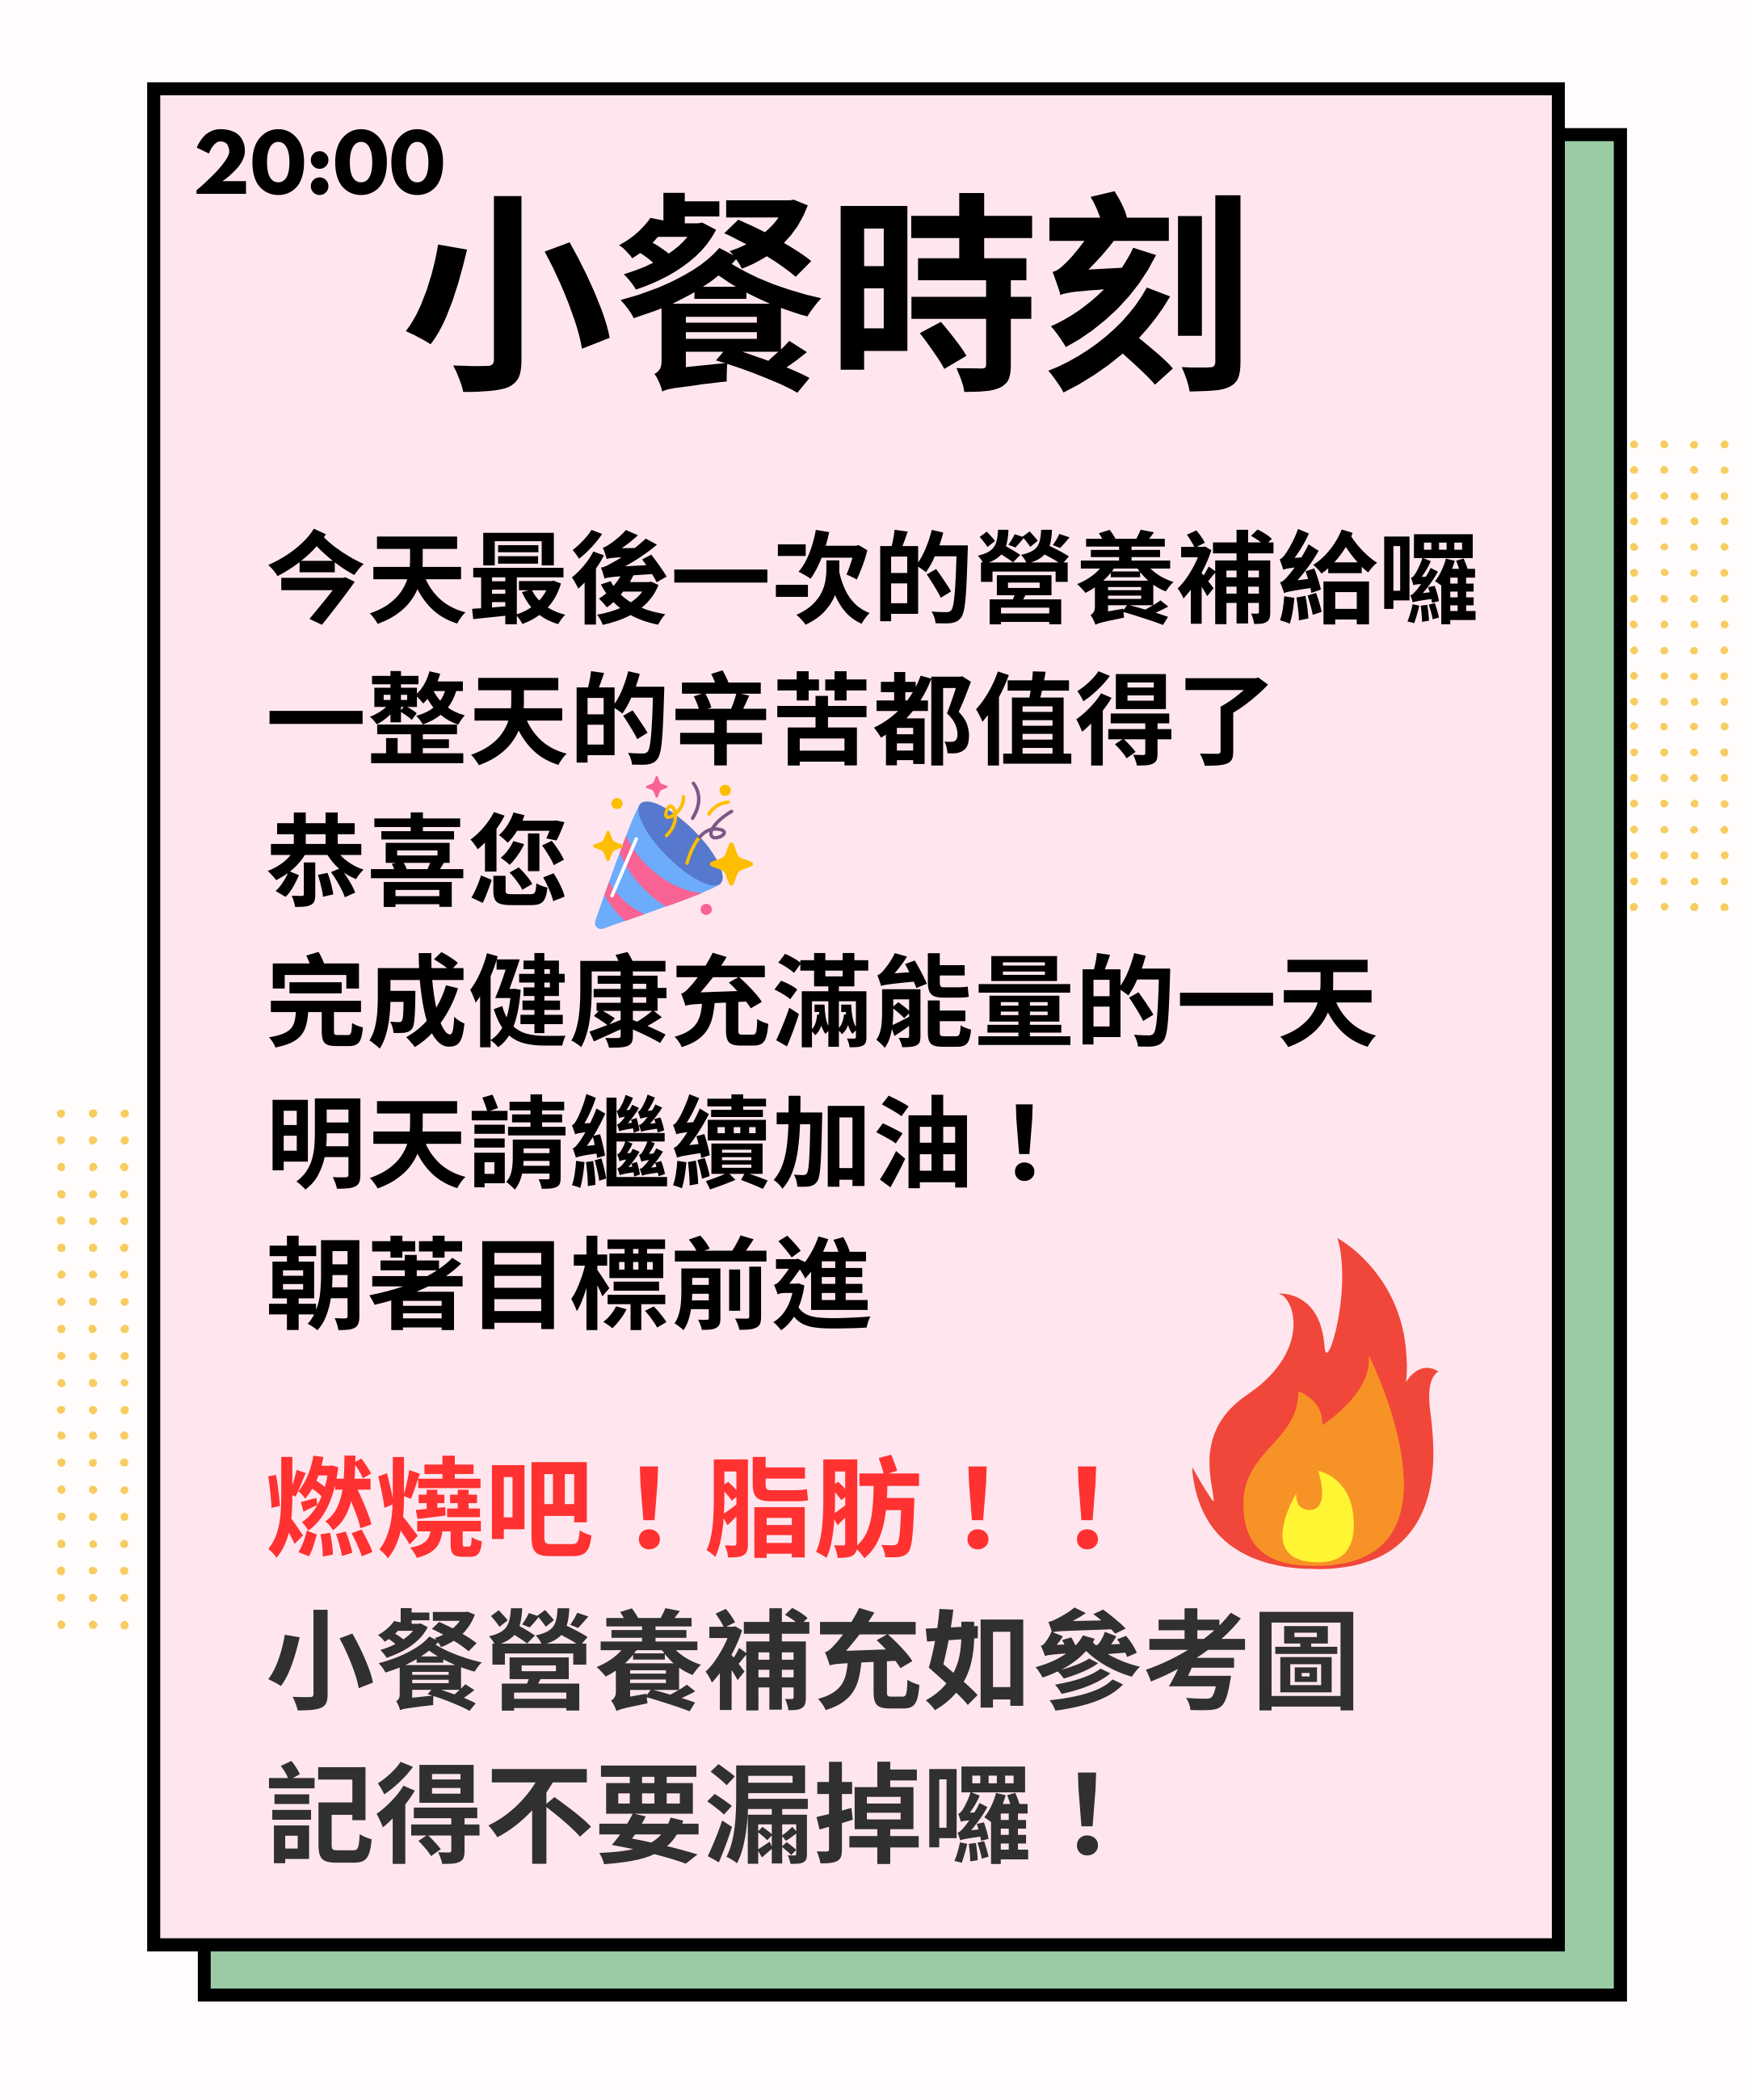 20:00
小餐時刻
今天最後一次的營養補給囉
一整天的辛苦都值得了
恭喜您
完成健康充滿能量的一天
明天請繼續加油！
朝著目標前進
燃燒吧！脂肪！！
小餐營養補充如參考圖
記得不要漏掉囉！